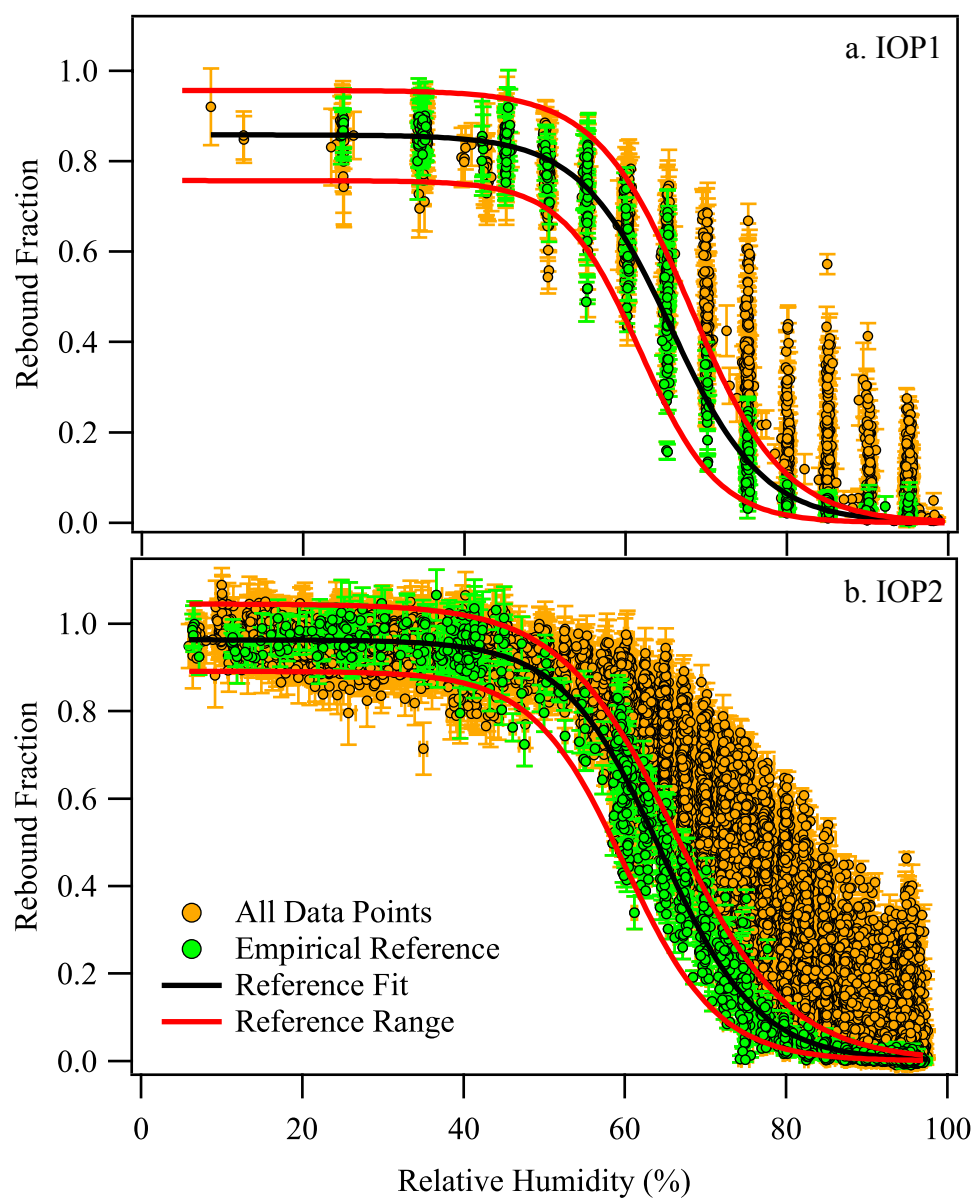 a. IOP1
1.0
0.8
0.6
0.4
0.2
0.0
Rebound Fraction
b. IOP2
1.0
0.8
0.6
0.4
0.2
0.0
Rebound Fraction
All Data Points
Empirical Reference
Reference Fit
Reference Range
0 20 40 60 80 100
Relative Humidity (%)